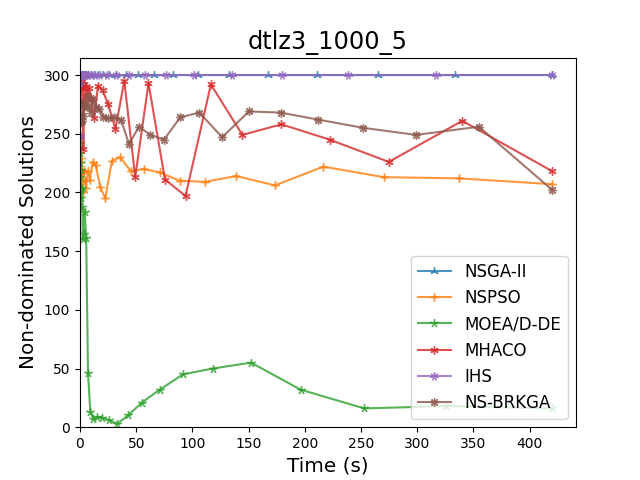 dtlz3_1000_5
Non-dominated Solutions
300
250
200
150
100
50
0
0 50 100 150 200 250 300 350 400
Time (s)
NSGA-II
NSPSO
MOEA/D-DE
MHACO
IHS
NS-BRKGA